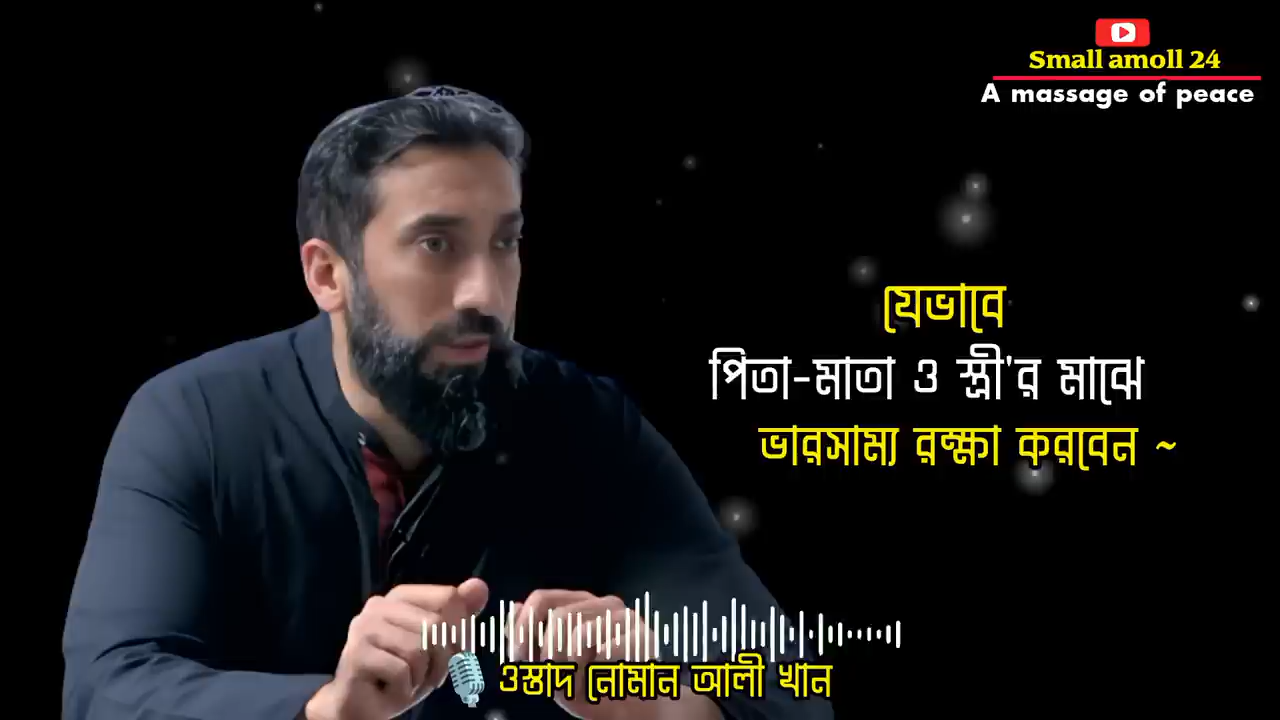 Small amoll 24
A massage of peace
যেভাবে
পিতা-মাতা ও স্ত্রী'র মাঝে
ভারসাম্য রক্ষা করবেন ~
ওস্তাদ নোমান আলী খান